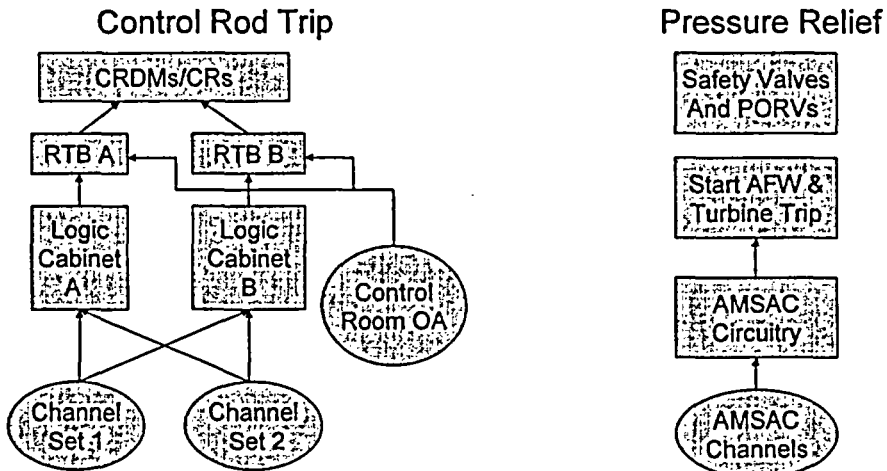 Control Rod Trip
CRDMs/CRs
RTB A
RTB B
Logic
Cabinet
A
Logic
Cabinet
B
Control
Room OA
Channel
Set 1
Channel
Set 2
Pressure Relief
Safety Valves
And PORVs
Start AFW &
Turbine Trip
AMSAC
Circuitry
AMSAC
Channels